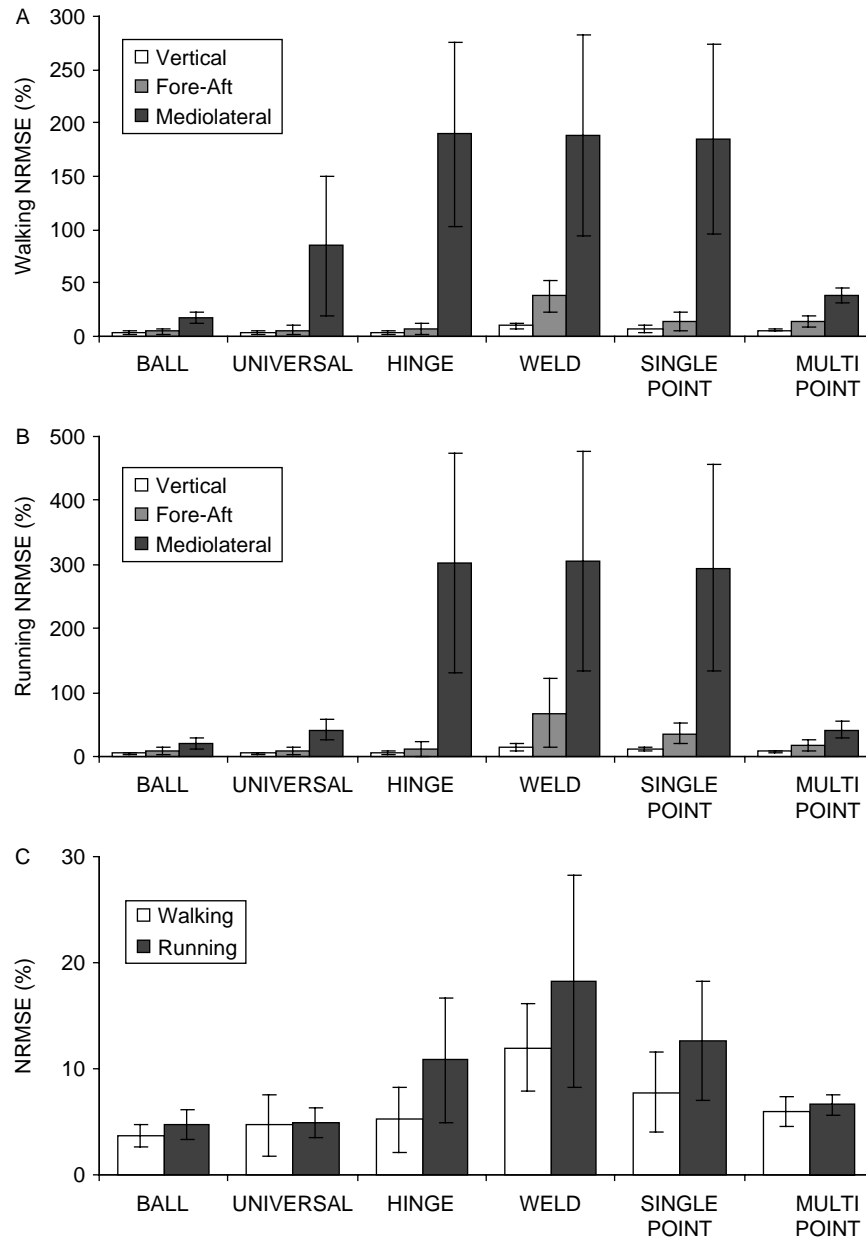 A
Walking NRMSE (%)
300
250
200
150
100
50
0
Vertical
Fore-Aft
Mediolateral
BALL
UNIVERSAL
HINGE
WELD
SINGLE
POINT
MULTI
POINT
B
Running NRMSE (%)
500
400
300
200
100
0
Vertical
Fore-Aft
Mediolateral
BALL
UNIVERSAL
HINGE
WELD
SINGLE
POINT
MULTI
POINT
C
NRMSE (%)
30
20
10
0
Walking
Running
BALL
UNIVERSAL
HINGE
WELD
SINGLE
POINT
MULTI
POINT